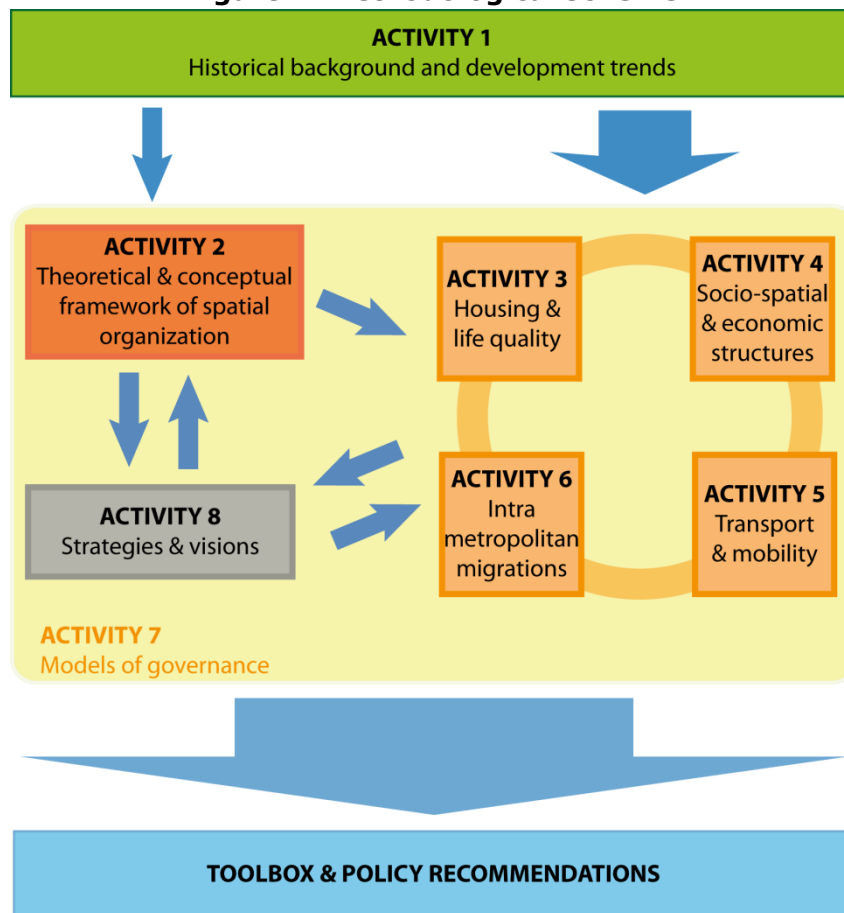 ACTIVITY 1
Historical background and development trends
ACTIVITY 2
Theoretical & conceptual
framework of spatial
organization
ACTIVITY 3
Housing &
life quality
ACTIVITY 4
Socio-spatial
& economic
structures
ACTIVITY 8
Strategies & visions
ACTIVITY 6
Intra
metropolitan
migrations
ACTIVITY 5
Transport
& mobility
ACTIVITY 7
Models of governance
TOOLBOX & POLICY RECOMMENDATIONS